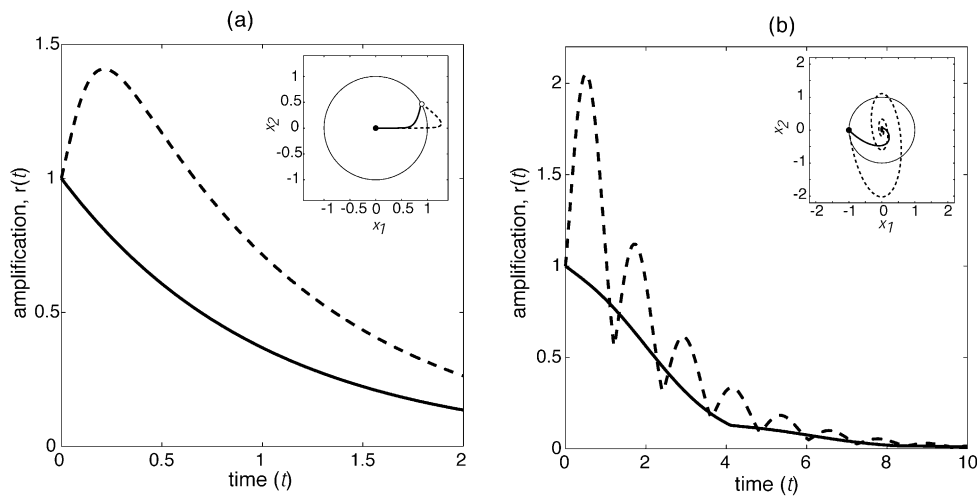 (a)
amplification, r(t)
1.5
1
0.5
0
0 0.5 1 1.5 2
time (t)
x2
1
0.5
0
-0.5
-1
-1 -0.5 0 0.5 1
x1
(b)
amplification, r(t)
2
1.5
1
0.5
0
0 2 4 6 8 10
time (t)
x2
2
1
0
-1
-2
-2 -1 0 1 2
x1